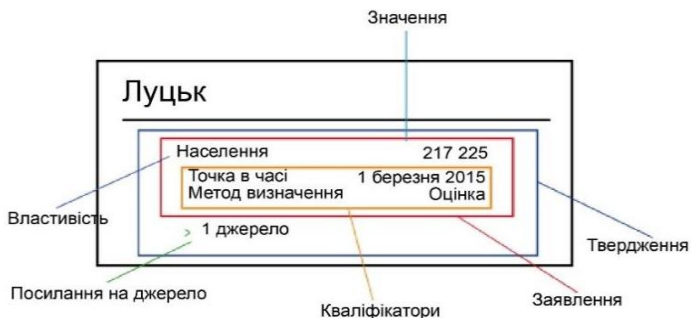 Значення
Луцьк
Населення 217 225
Точка в часі 1 березня 2015
Метод визначення Оцінка
Властивість
1 джерело
Твердження
Посилання на джерело
Заявлення
Кваліфікатори